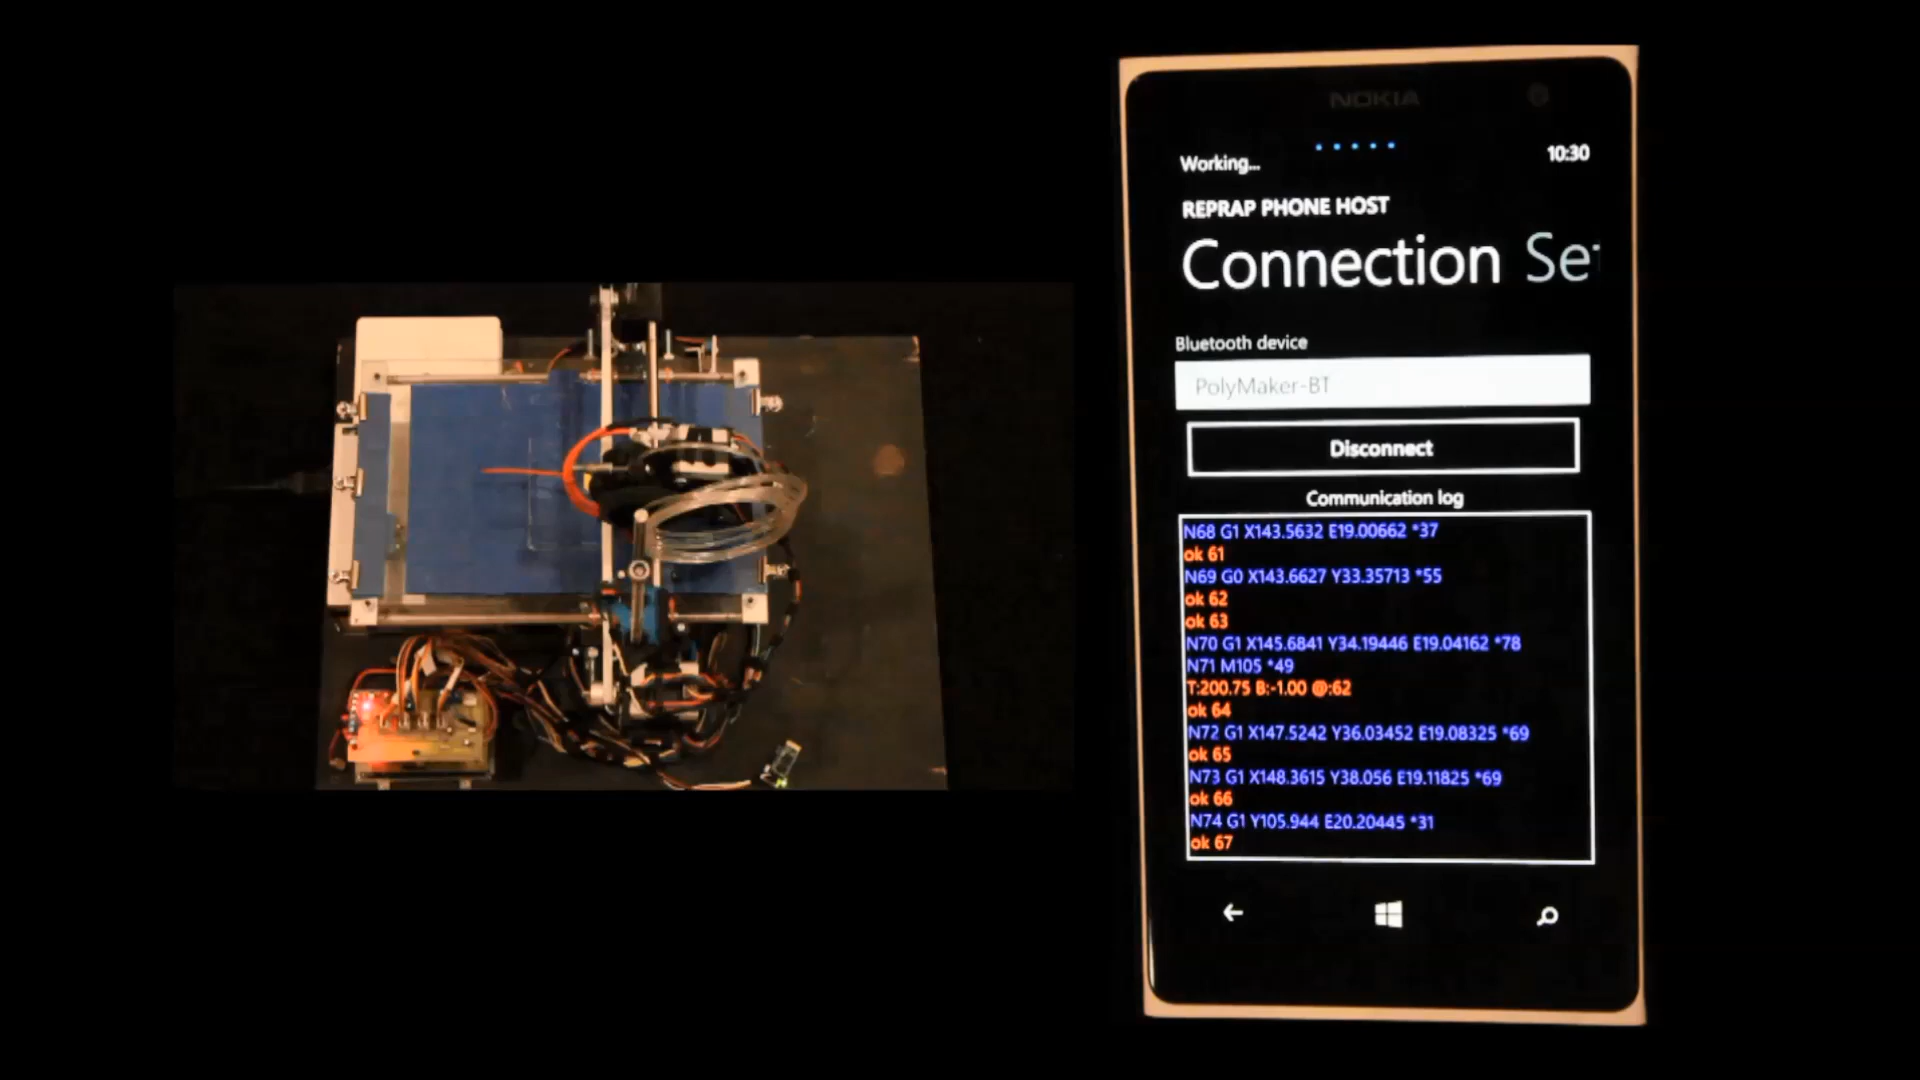 NOKIA
Working...
10:30
REPRAP PHONE HOST
Connection Set
Bluetooth device
PolyMaker-BT
Disconnect
Communication log
N68 G1 X143.5632 E19.00662 *37
ok 61
N69 G0 X143.6627 Y33.35713 *55
ok 62
ok 63
N70 G1 X145.6841 Y34.19446 E19.04162 *78
N71 M105 *49
T:200.75 B:-1.00 @:62
ok 64
N72 G1 X147.5242 Y36.03452 E19.08325 *69
ok 65
N73 G1 X148.3615 Y38.056 E19.11825 *69
ok 66
N74 G1 Y105.944 E20.20445 *31
ok 67